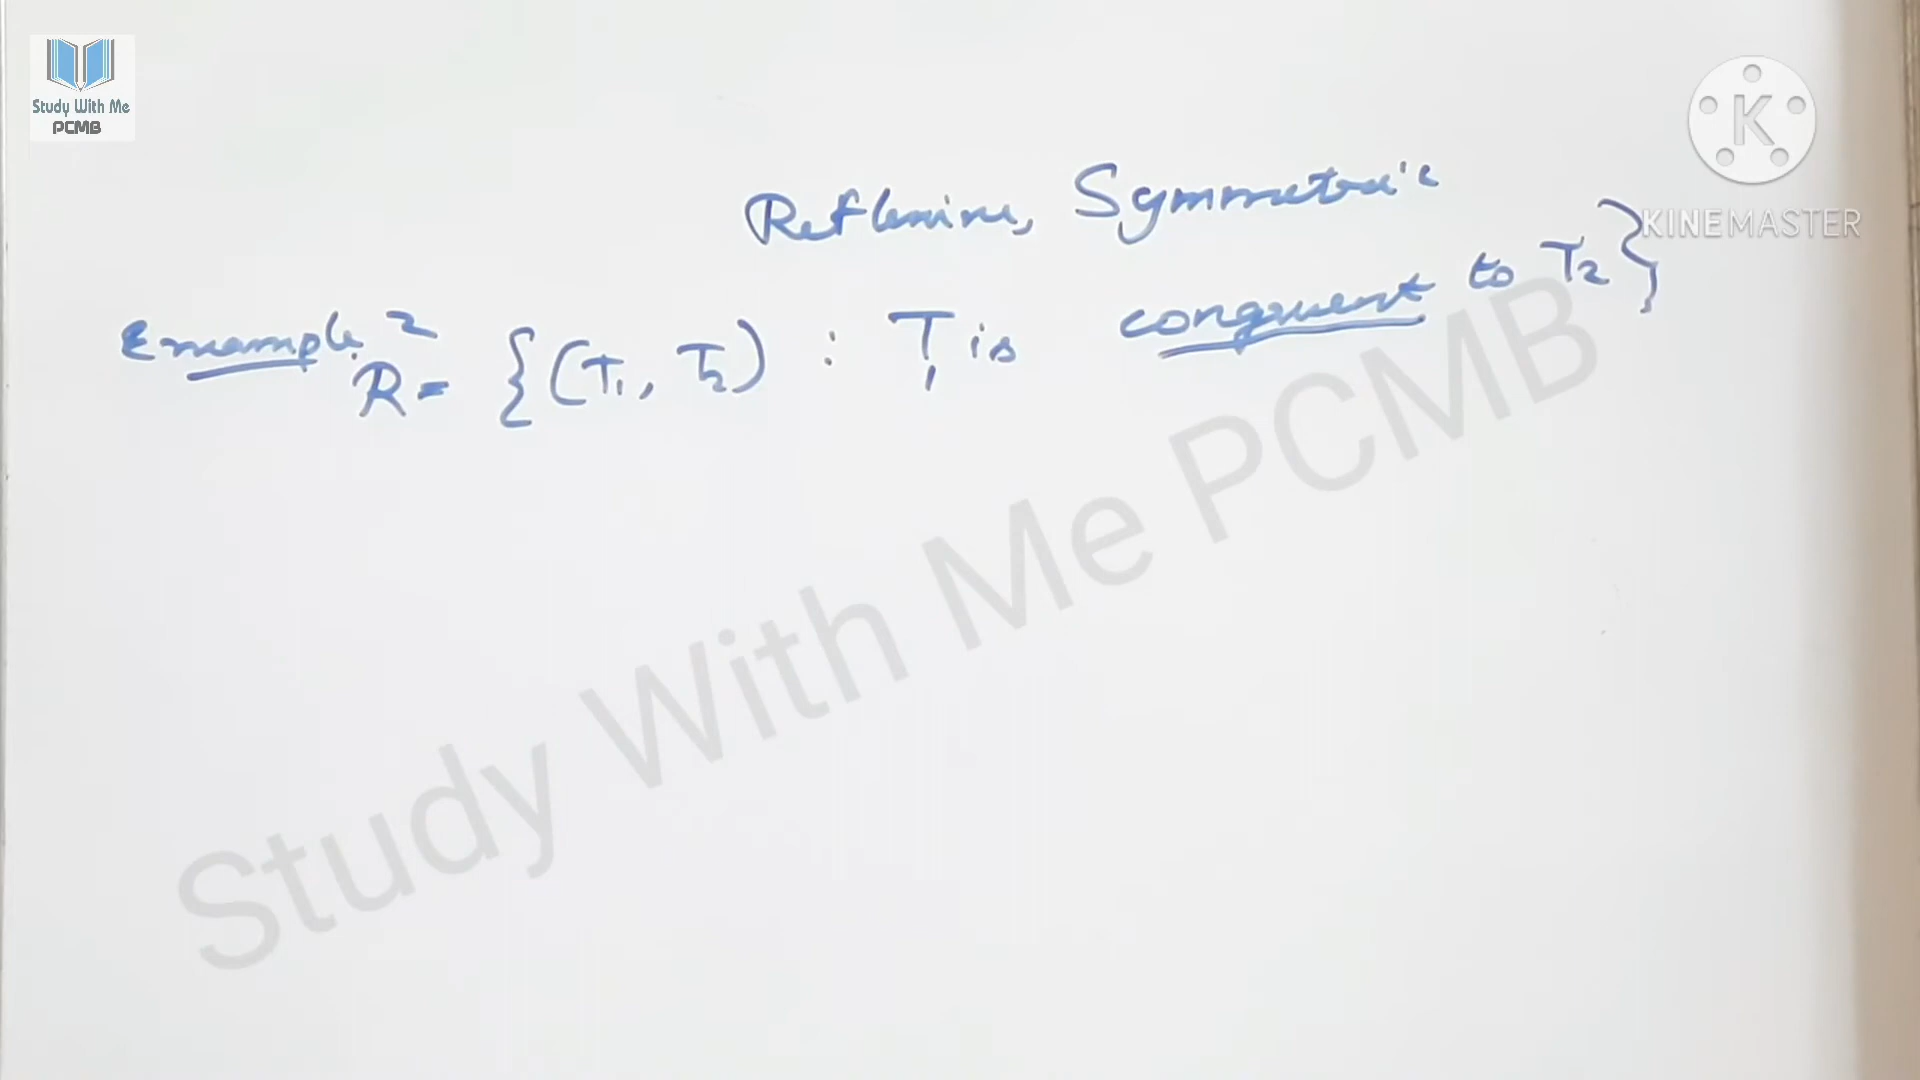 Study With Me
PCMB
KINEMASTER
Reflexive, Symmetric
Example 2
R = {(T₁, T₂) : T₁ is congruent to T₂}
Study With Me PCMB